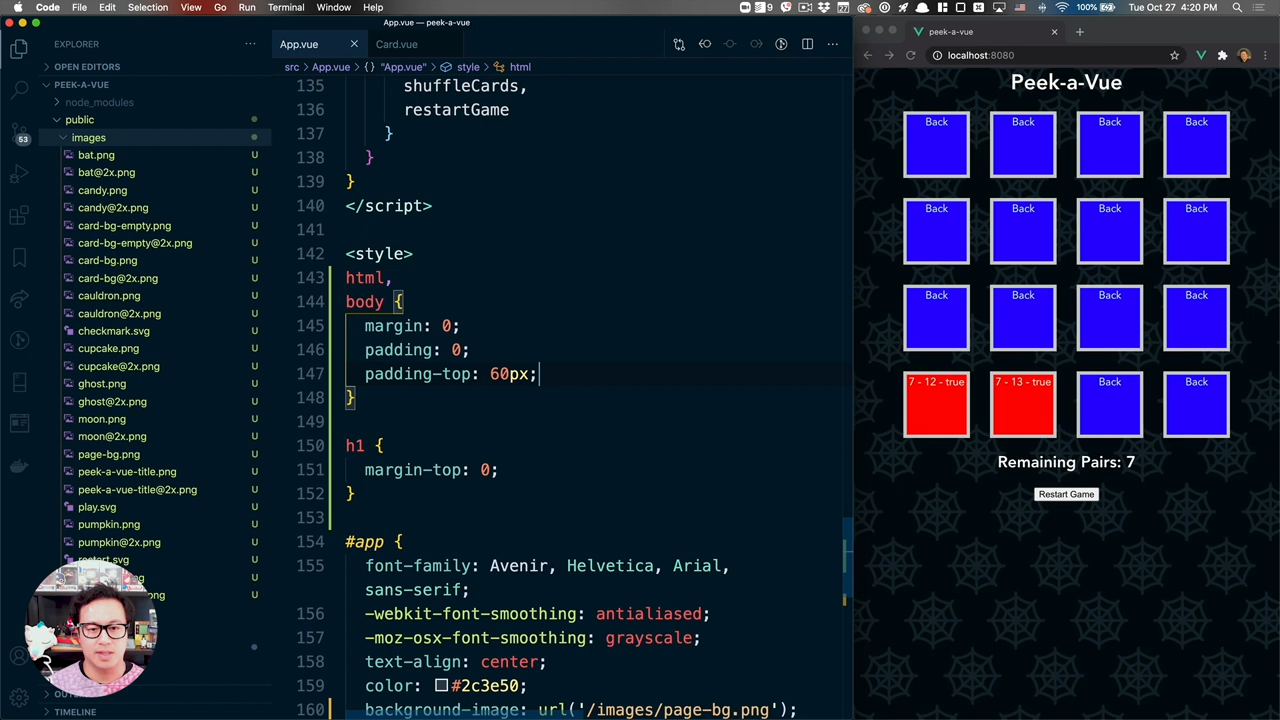 Code File Edit Selection View Go Run Terminal Window Help
9 27 100% Tue Oct 27 4:20 PM
App.vue — peek-a-vue
EXPLORER
OPEN EDITORS
PEEK-A-VUE
node_modules
public
images
bat.png U
bat@2x.png U
candy.png U
candy@2x.png U
card-bg-empty.png U
card-bg-empty@2x.png U
card-bg.png U
card-bg@2x.png U
cauldron.png U
cauldron@2x.png U
checkmark.svg U
cupcake.png U
cupcake@2x.png U
ghost.png U
ghost@2x.png U
moon.png U
moon@2x.png U
page-bg.png U
peek-a-vue-title.png U
peek-a-vue-title@2x.png U
play.svg U
pumpkin.png U
pumpkin@2x.png U
restart.svg U
U
U
TIMELINE
53
App.vue
Card.vue
src > App.vue > {} "App.vue" > style > html
135 shuffleCards,
136 restartGame
137 }
138 }
139 }
140 </script>
141
142 <style>
143 html,
144 body {
145 margin: 0;
146 padding: 0;
147 padding-top: 60px;
148 }
149
150 h1 {
151 margin-top: 0;
152 }
153
154 #app {
155 font-family: Avenir, Helvetica, Arial,
sans-serif;
156 -webkit-font-smoothing: antialiased;
157 -moz-osx-font-smoothing: grayscale;
158 text-align: center;
159 color: #2c3e50;
160 background-image: url('/images/page-bg.png');
peek-a-vue
localhost:8080
Peek-a-Vue
Back Back Back Back
Back Back Back Back
Back Back Back Back
7 - 12 - true 7 - 13 - true Back Back
Remaining Pairs: 7
Restart Game